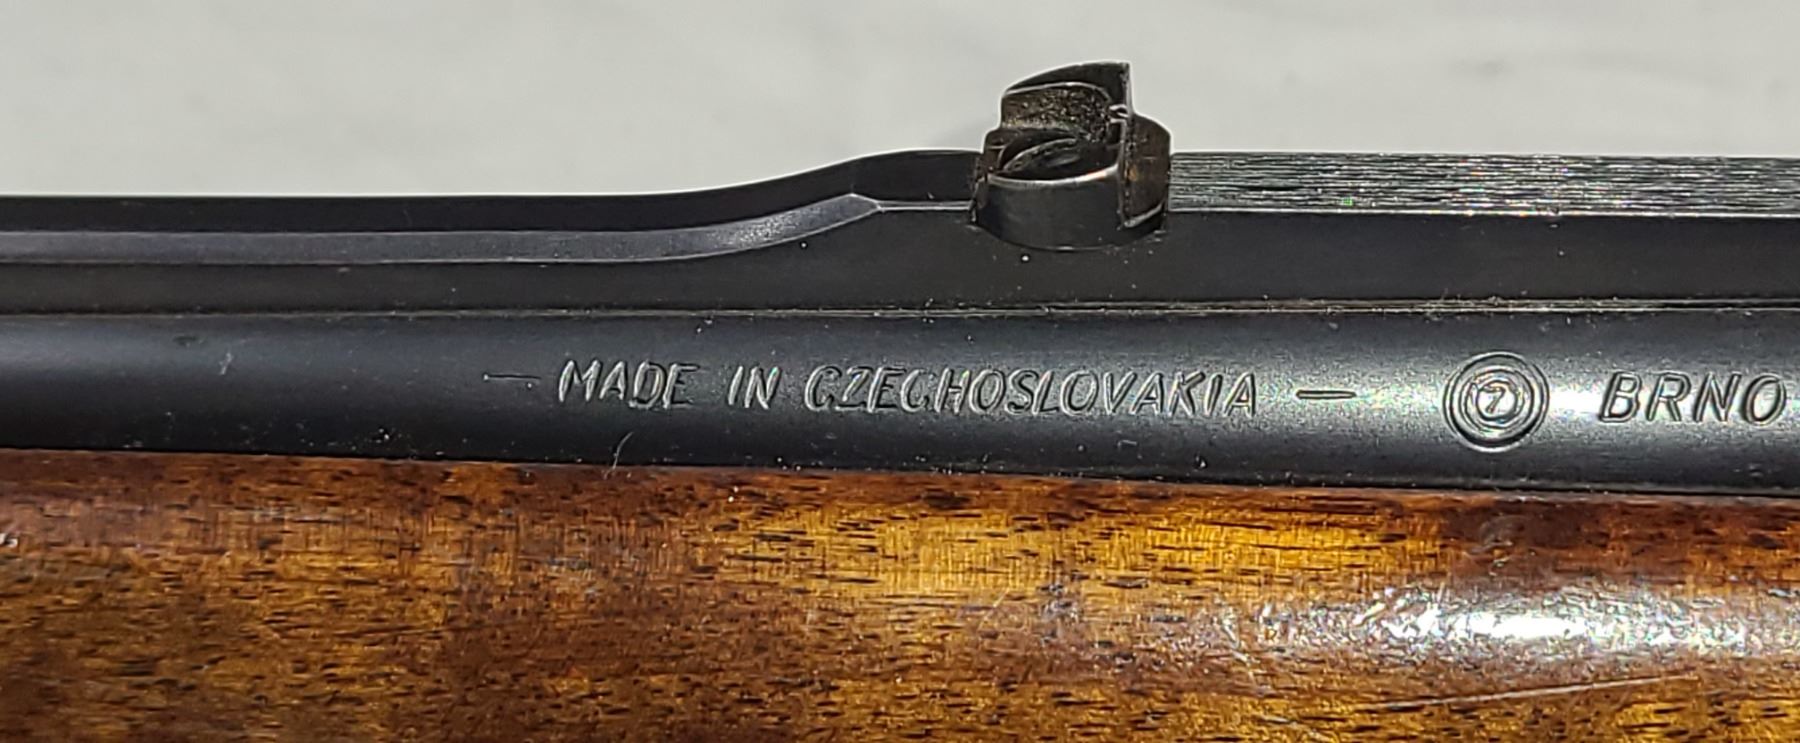 — MADE IN CZECHOSLOVAKIA — Z BRNO